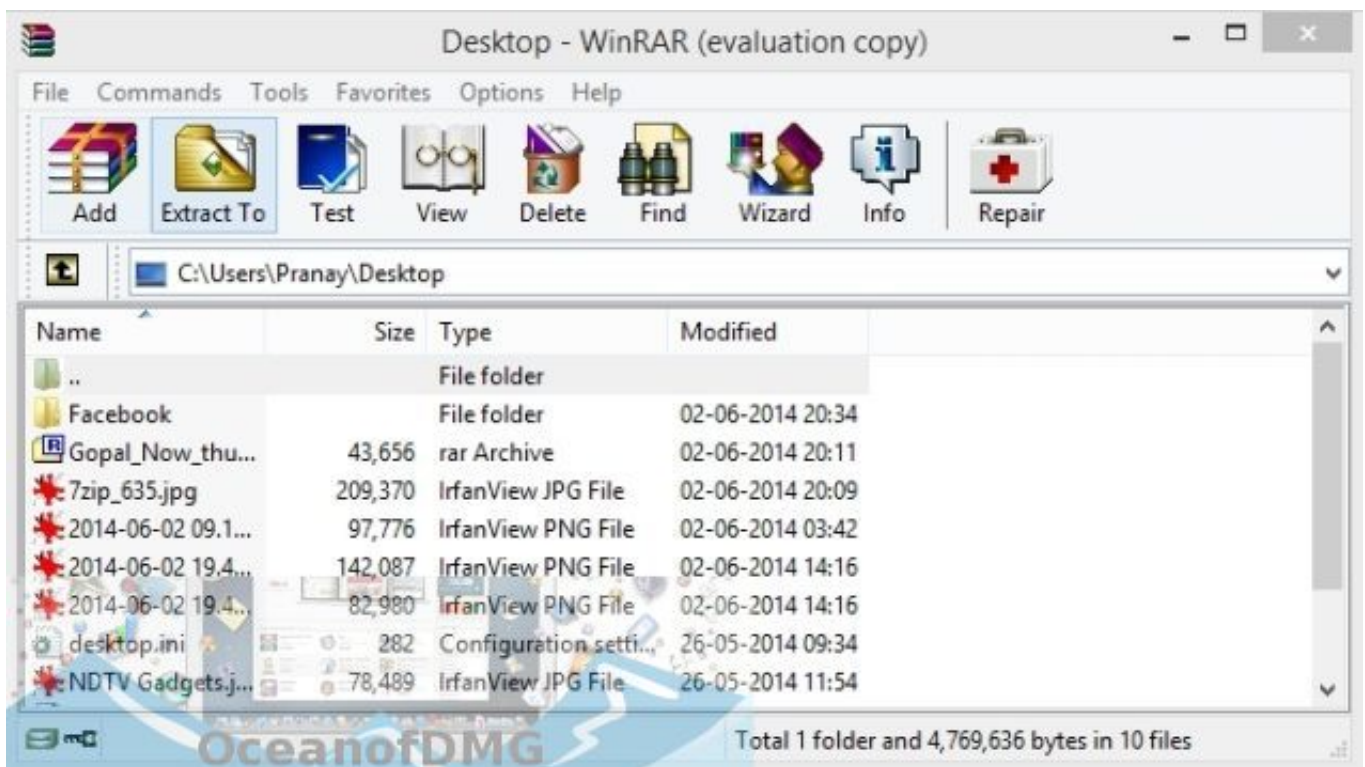 Desktop - WinRAR (evaluation copy)
File Commands Tools Favorites Options Help
Add Extract To Test View Delete Find Wizard Info Repair
C:\Users\Pranay\Desktop
Name Size Type Modified
.. File folder
Facebook File folder 02-06-2014 20:34
Gopal_Now_thu... 43,656 rar Archive 02-06-2014 20:11
7zip_635.jpg 209,370 IrfanView JPG File 02-06-2014 20:09
2014-06-02 09.1... 97,776 IrfanView PNG File 02-06-2014 03:42
2014-06-02 19.4... 142,087 IrfanView PNG File 02-06-2014 14:16
2014-06-02 19.4... 82,980 IrfanView PNG File 02-06-2014 14:16
desktop.ini 282 Configuration setti... 26-05-2014 09:34
NDTV Gadgets.j... 78,489 IrfanView JPG File 26-05-2014 11:54
Total 1 folder and 4,769,636 bytes in 10 files
OceanofDMG